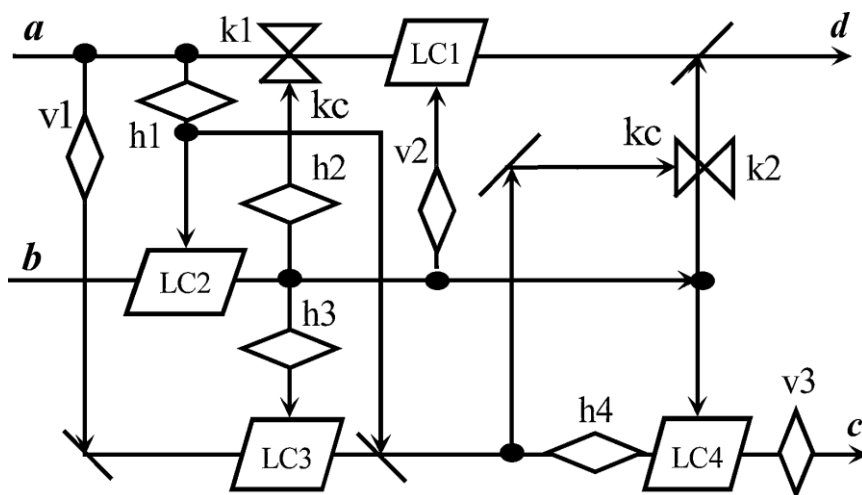 a k1 d
LC1
v1 h1 kc v2 kc
h2 k2
b LC2
h3
h4 v3
LC3 LC4 c